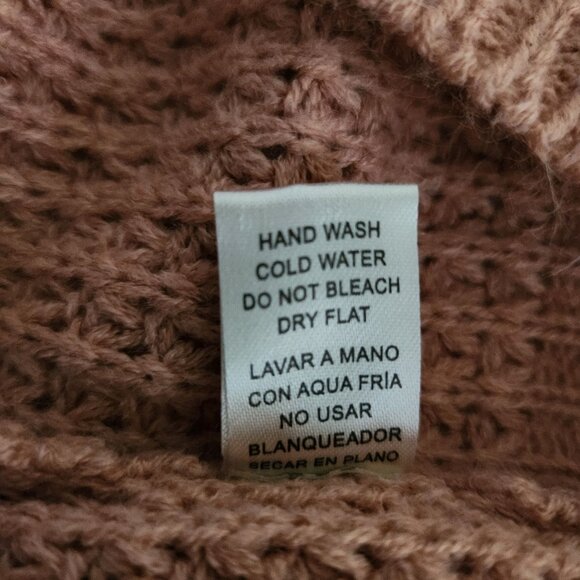 HAND WASH
COLD WATER
DO NOT BLEACH
DRY FLAT
LAVAR A MANO
CON AQUA FRÍA
NO USAR
BLANQUEADOR
SECAR EN PLANO